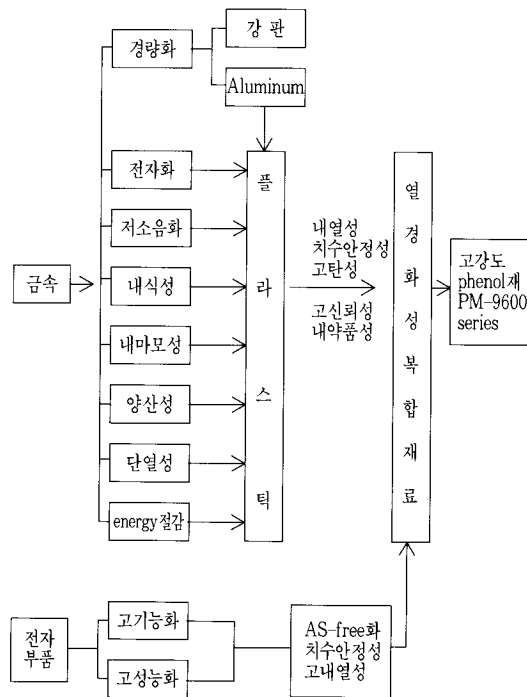 경량화
강 판
Aluminum
금속
전자화
저소음화
내식성
내마모성
양산성
단열성
energy절감
플라스틱
내열성
치수안정성
고탄성
고신뢰성
내약품성
열경화성복합재료
고강도
phenol재
PM-9600
series
전자
부품
고기능화
고성능화
AS-free화
치수안정성
고내열성